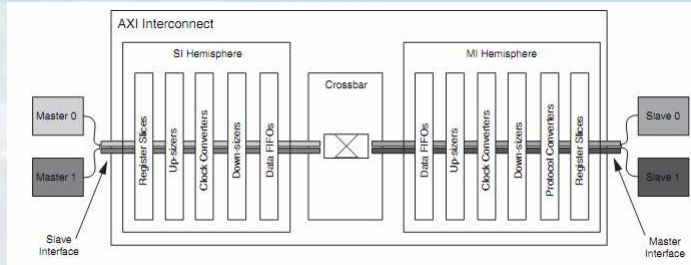 AXI Interconnect
SI Hemisphere
MI Hemisphere
Crossbar
Master 0
Master 1
Register Slices
Up-sizers
Clock Converters
Down-sizers
Data FIFOs
Data FIFOs
Up-sizers
Clock Converters
Down-sizers
Protocol Converters
Register Slices
Slave 0
Slave 1
Slave
Interface
Master
Interface